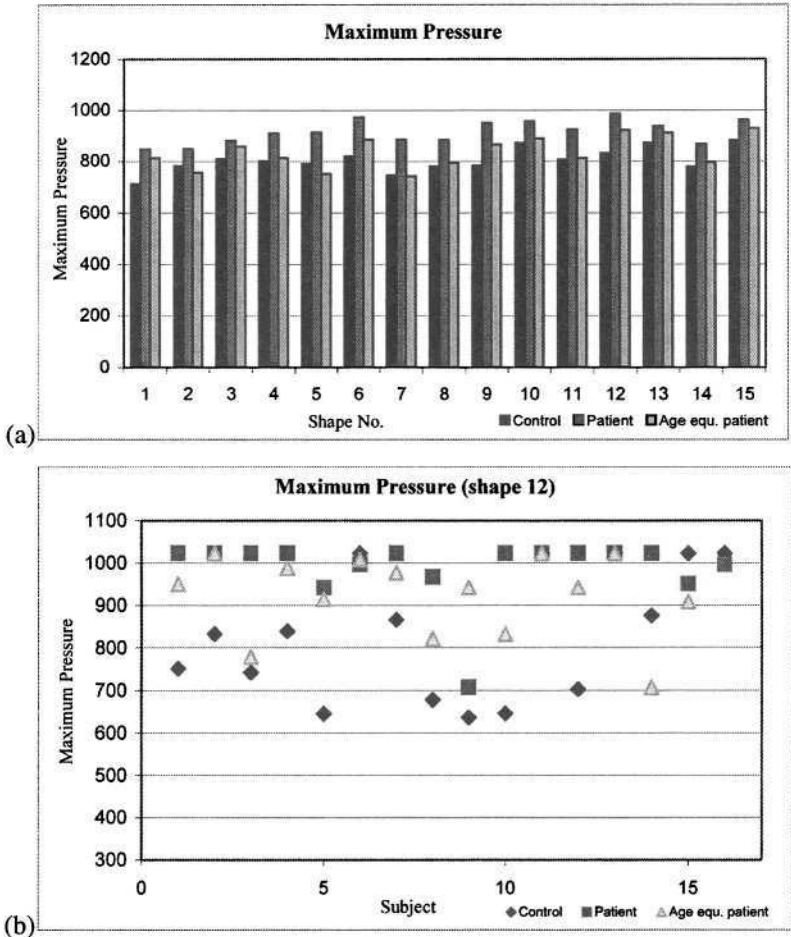 Maximum Pressure
1200
1000
800
600
400
200
0
Maximum Pressure
1 2 3 4 5 6 7 8 9 10 11 12 13 14 15
Shape No.
Control Patient Age equ. patient
(a)
Maximum Pressure (shape 12)
1100
1000
900
800
700
600
500
400
300
Maximum Pressure
0 5 10 15
Subject
Control Patient Age equ. patient
(b)